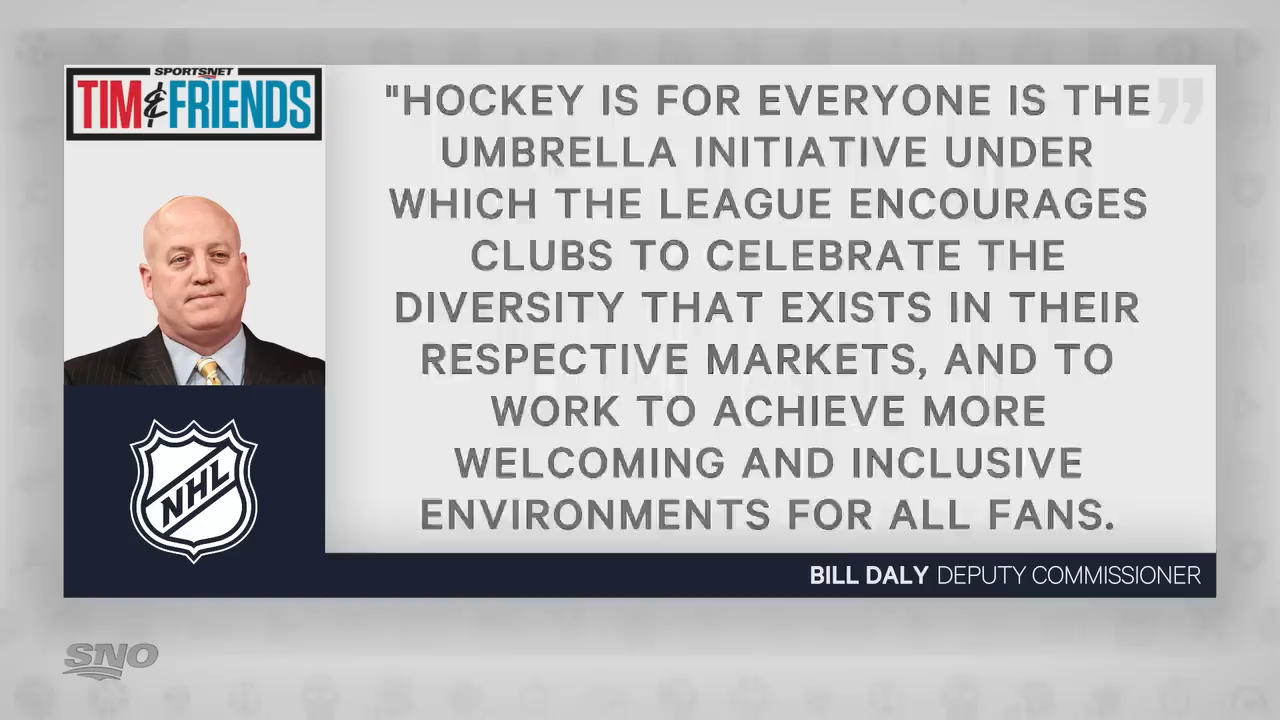 SPORTSNET
TIM & FRIENDS
"HOCKEY IS FOR EVERYONE IS THE
UMBRELLA INITIATIVE UNDER
WHICH THE LEAGUE ENCOURAGES
CLUBS TO CELEBRATE THE
DIVERSITY THAT EXISTS IN THEIR
RESPECTIVE MARKETS, AND TO
WORK TO ACHIEVE MORE
WELCOMING AND INCLUSIVE
ENVIRONMENTS FOR ALL FANS.
NHL
BILL DALY DEPUTY COMMISSIONER
SNO